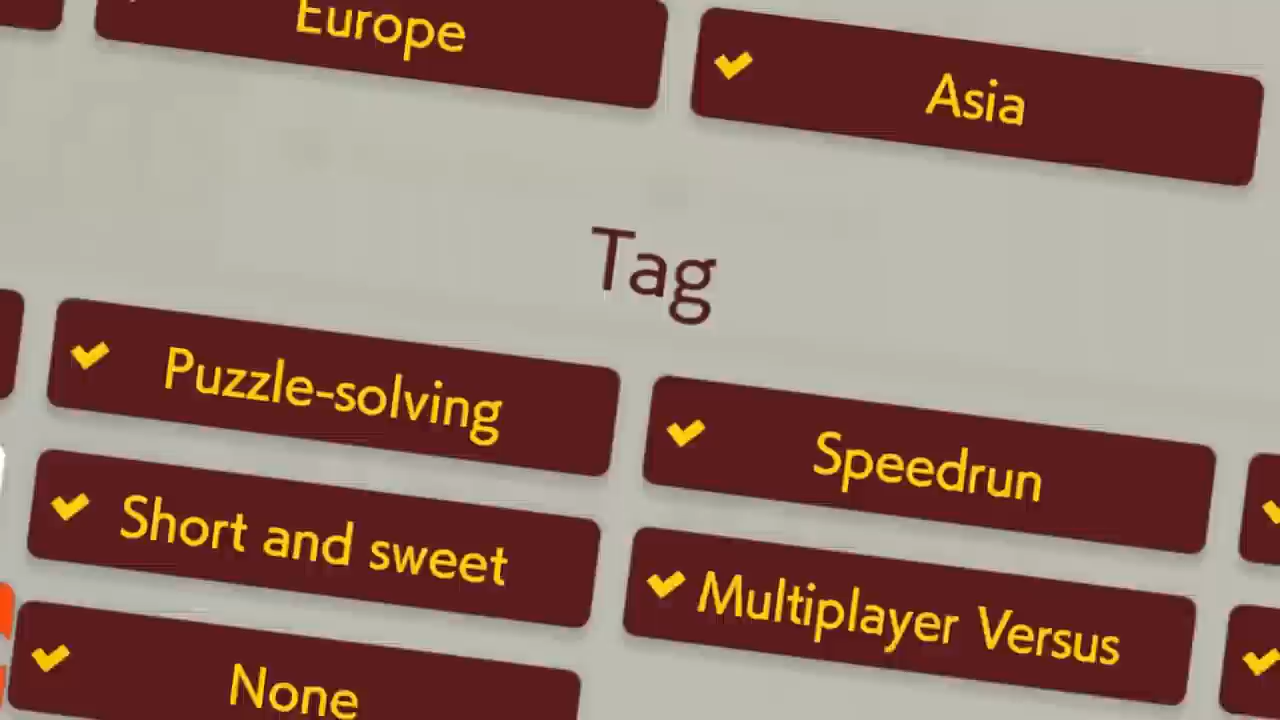 Europe
Asia
Tag
Puzzle-solving
Speedrun
Short and sweet
Multiplayer Versus
None